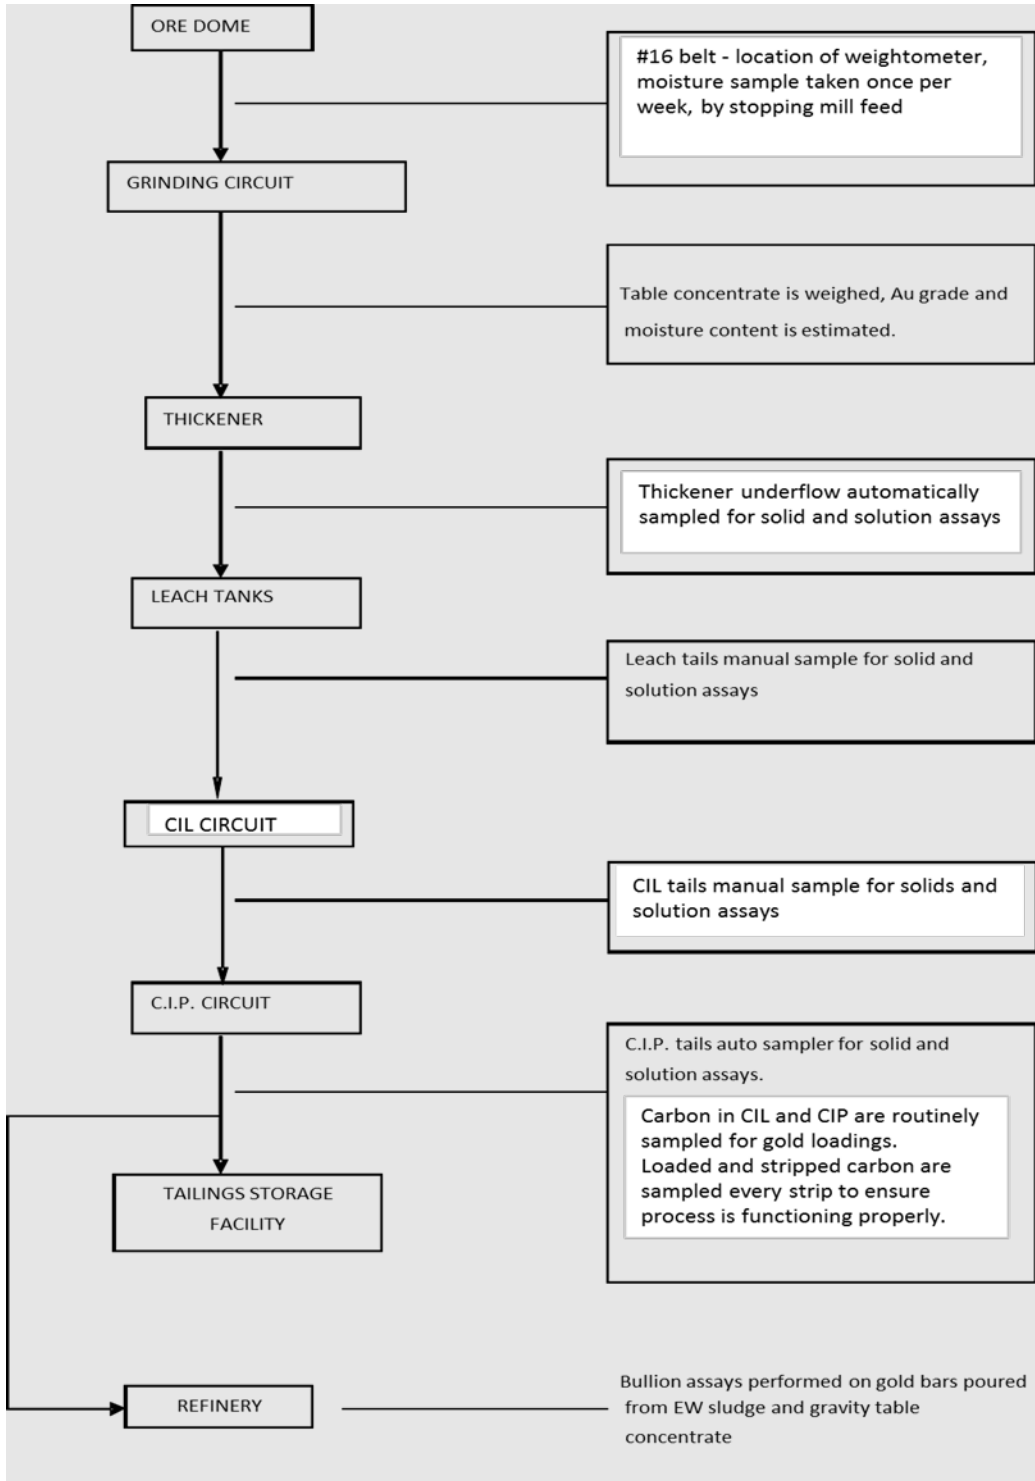 ORE DOME
#16 belt - location of weightometer,
moisture sample taken once per
week, by stopping mill feed
GRINDING CIRCUIT
Table concentrate is weighed, Au grade and
moisture content is estimated.
THICKENER
Thickener underflow automatically
sampled for solid and solution assays
LEACH TANKS
Leach tails manual sample for solid and
solution assays
CIL CIRCUIT
CIL tails manual sample for solids and
solution assays
C.I.P. CIRCUIT
C.I.P. tails auto sampler for solid and
solution assays.
Carbon in CIL and CIP are routinely
sampled for gold loadings.
Loaded and stripped carbon are
sampled every strip to ensure
process is functioning properly.
TAILINGS STORAGE
FACILITY
REFINERY
Bullion assays performed on gold bars poured
from EW sludge and gravity table
concentrate